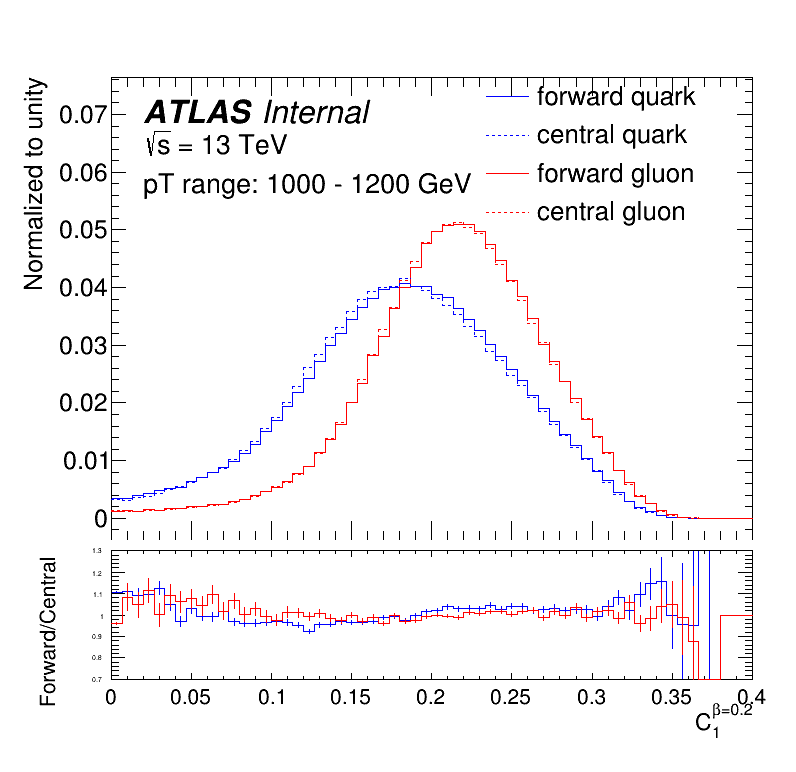 ATLAS Internal
√s = 13 TeV
pT range: 1000 - 1200 GeV
forward quark
central quark
forward gluon
central gluon
Normalized to unity
0.07
0.06
0.05
0.04
0.03
0.02
0.01
0
Forward/Central
1.3
1.2
1.1
1
0.9
0.8
0.7
0 0.05 0.1 0.15 0.2 0.25 0.3 0.35 0.4
C₁^β=0.2